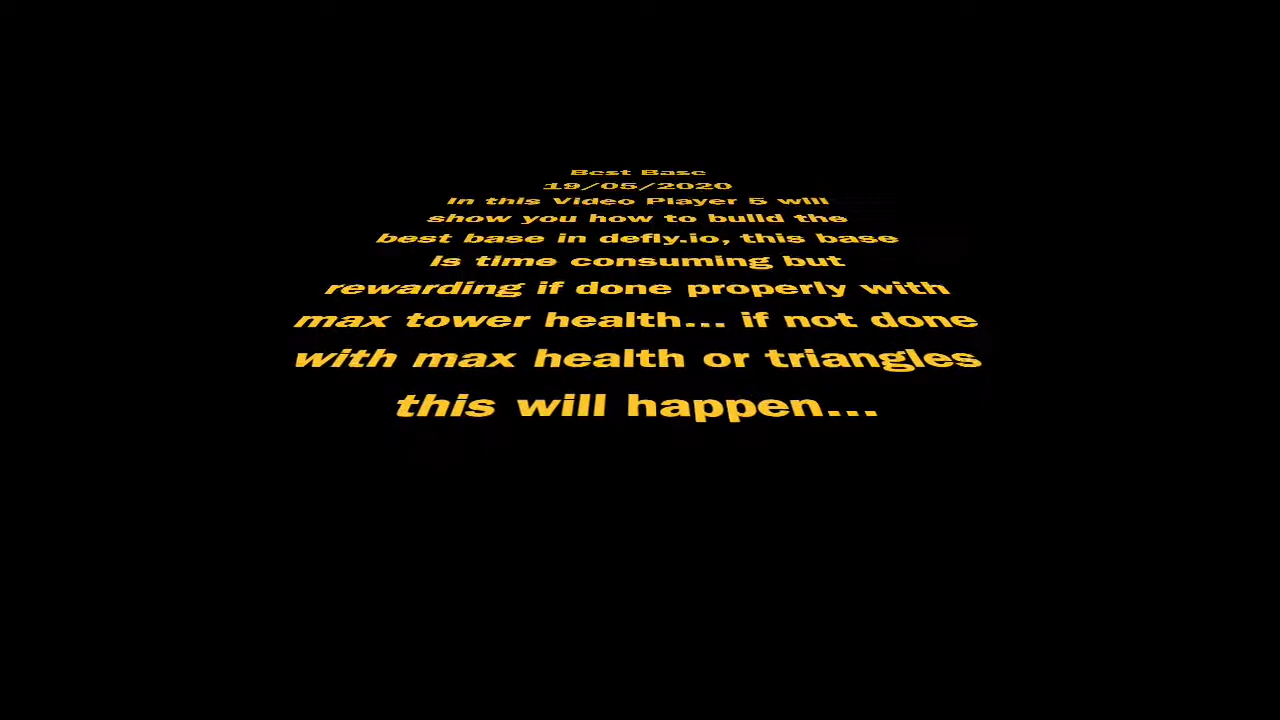 Best Base
19/05/2020
In this Video Player 5 will
show you how to build the
best base in defly.io, this base
is time consuming but
rewarding if done properly with
max tower health... if not done
with max health or triangles
this will happen...